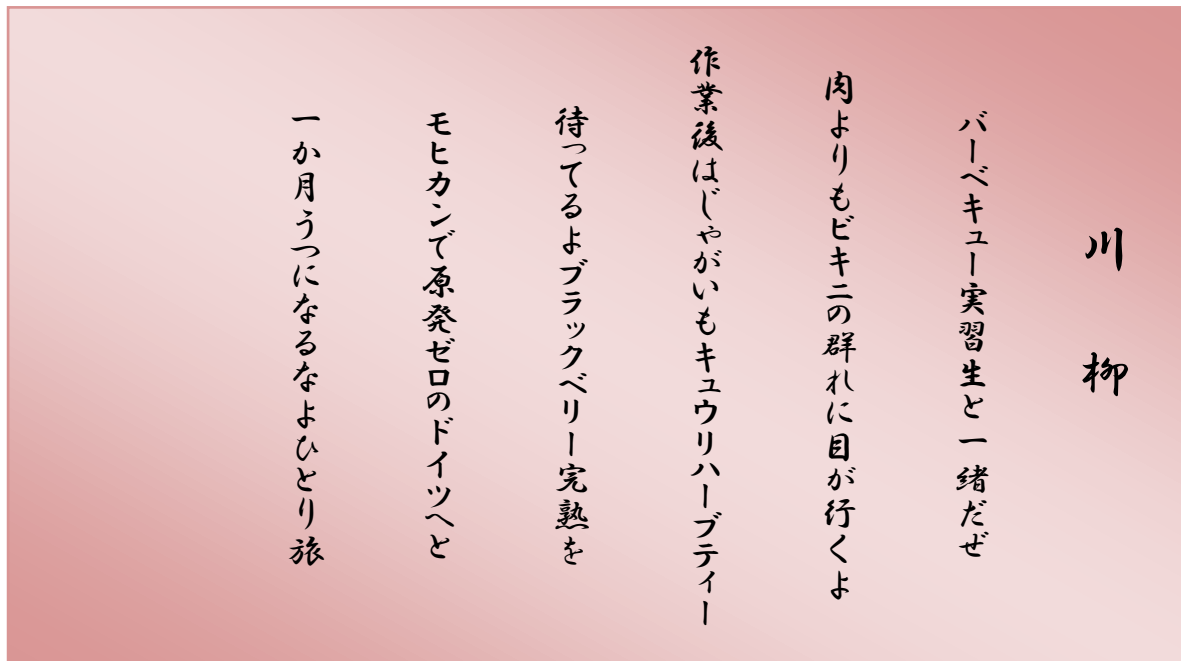 川柳
バーベキュー実習生と一緒だぜ
肉よりもビキニの群れに目が行くよ
作業後はじゃがいもキュウリハーブティー
待ってるよブラックベリー完熟を
モヒカンで原発ゼロのドイツへと
一か月うつになるなよひとり旅